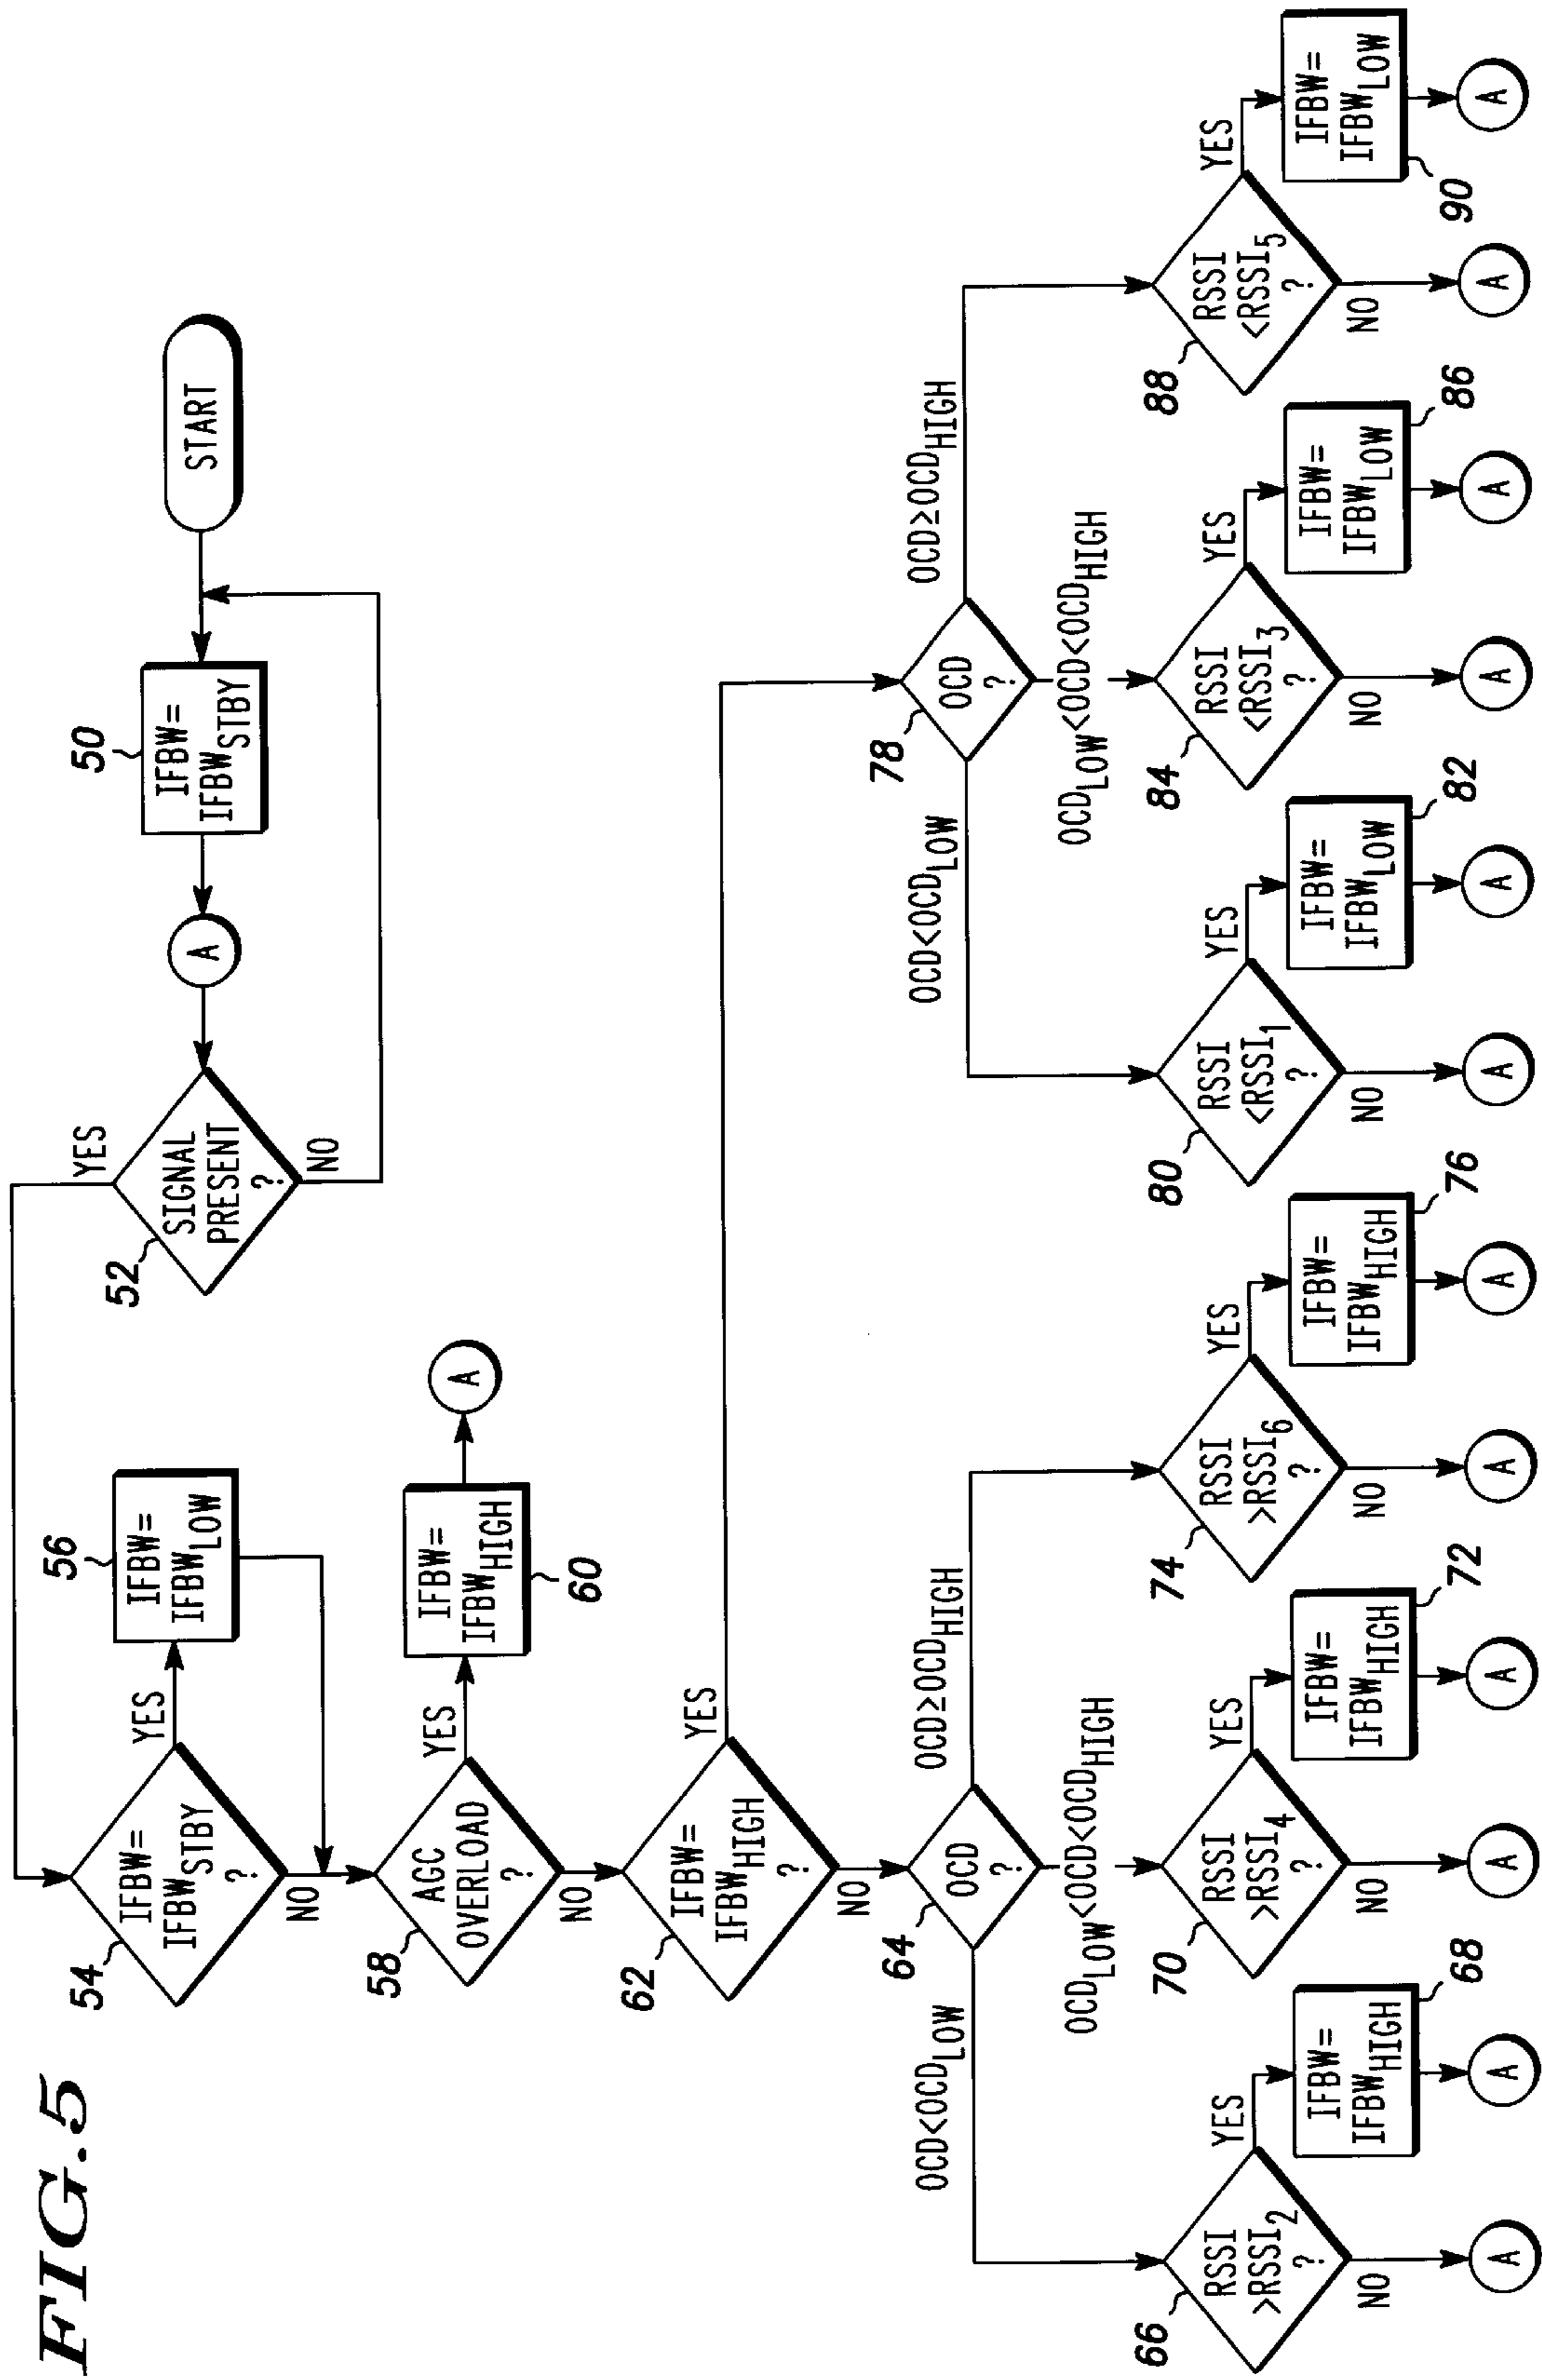 FIG.5
START
50
IFBW=
IFBWSTBY
A
52
SIGNAL
PRESENT
?
YES
NO
54
IFBW=
IFBWSTBY
?
YES
NO
56
IFBW=
IFBWLOW
58
AGC
OVERLOAD
?
YES
NO
IFBW=
IFBWHIGH
60
A
62
IFBW=
IFBWHIGH
?
YES
NO
64
OCD
?
OCD<OCDLOW
OCDLOW<OCD<OCDHIGH
OCD≥OCDHIGH
78
OCD
?
OCD<OCDLOW
OCDLOW<OCD<OCDHIGH
OCD≥OCDHIGH
66
RSSI
>RSSI2
?
YES
NO
IFBW=
IFBWHIGH
68
A
A
70
RSSI
>RSSI4
?
YES
NO
IFBW=
IFBWHIGH
72
A
A
74
RSSI
>RSSI6
?
YES
NO
IFBW=
IFBWHIGH
76
A
A
80
RSSI
<RSSI1
?
YES
NO
IFBW=
IFBWLOW
82
A
A
84
RSSI
<RSSI3
?
YES
NO
IFBW=
IFBWLOW
86
A
A
88
RSSI
<RSSI5
?
YES
NO
IFBW=
IFBWLOW
90
A
A